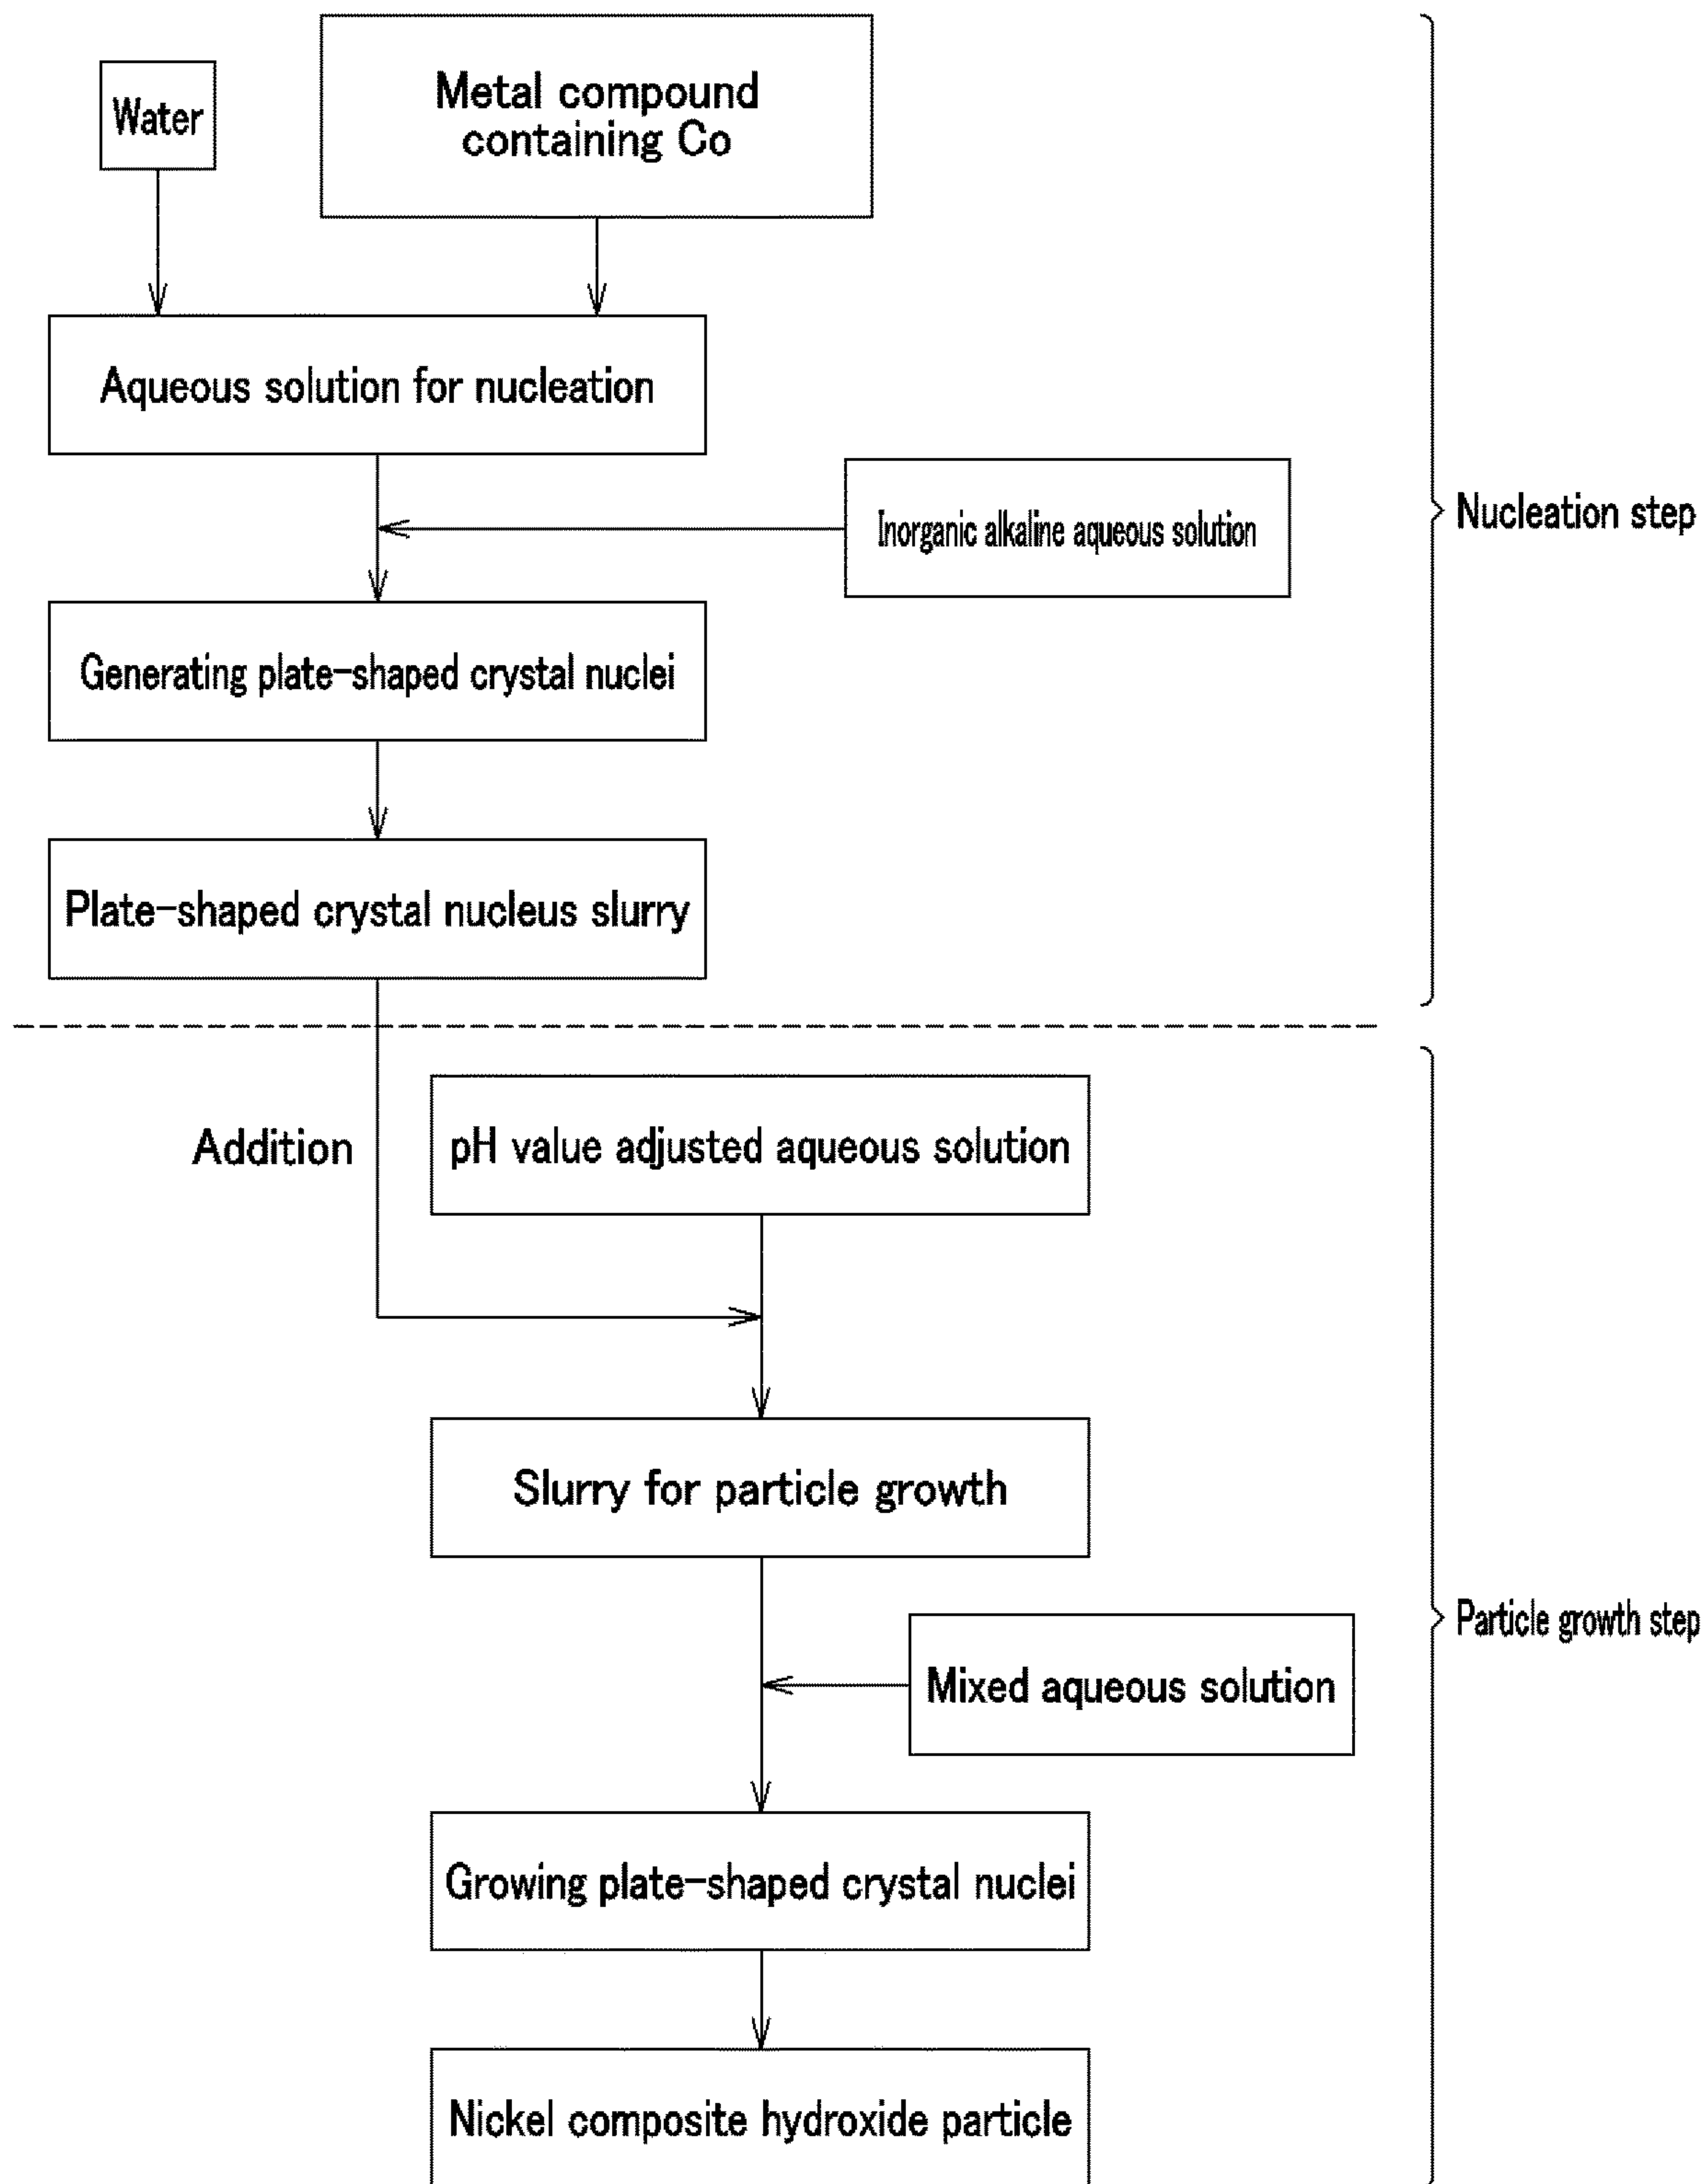 Water
Metal compound
containing Co
Aqueous solution for nucleation
Inorganic alkaline aqueous solution
Nucleation step
Generating plate-shaped crystal nuclei
Plate-shaped crystal nucleus slurry
Addition
pH value adjusted aqueous solution
Slurry for particle growth
Particle growth step
Mixed aqueous solution
Growing plate-shaped crystal nuclei
Nickel composite hydroxide particle